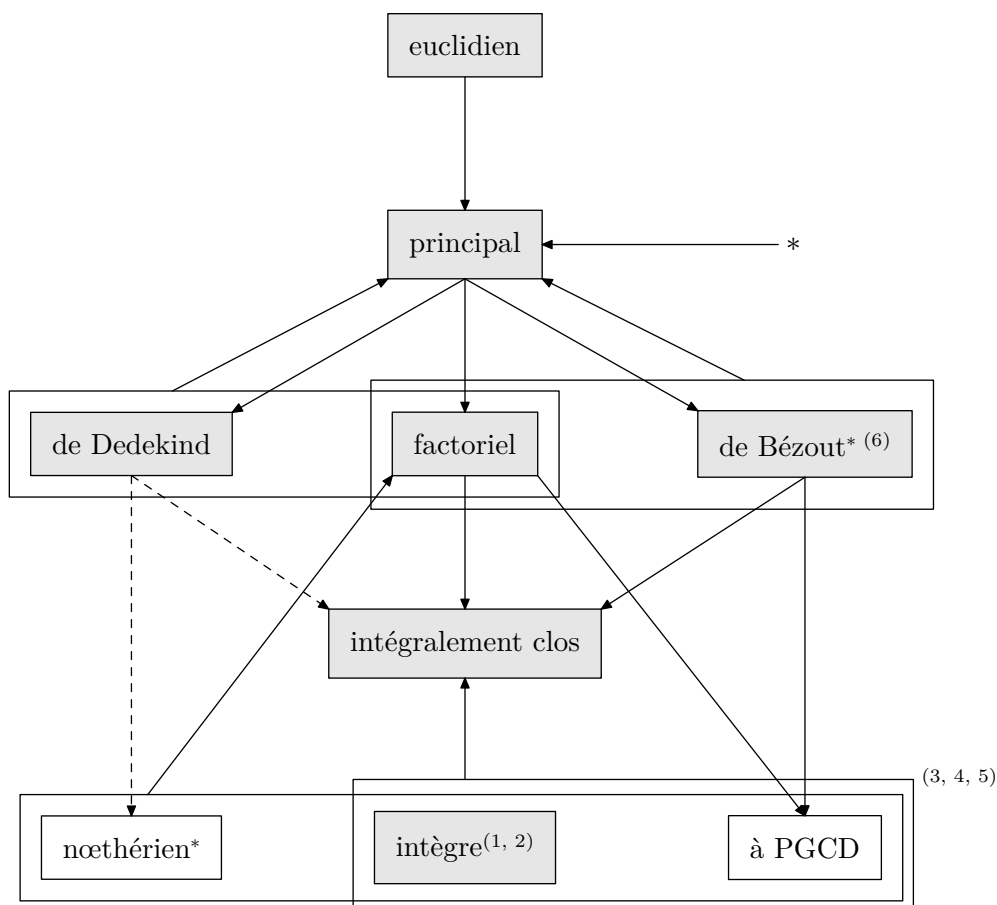 euclidien
principal
*
de Dedekind
factoriel
de Bézout* (6)
intégralement clos
(3, 4, 5)
nœthérien*
intègre(1, 2)
à PGCD